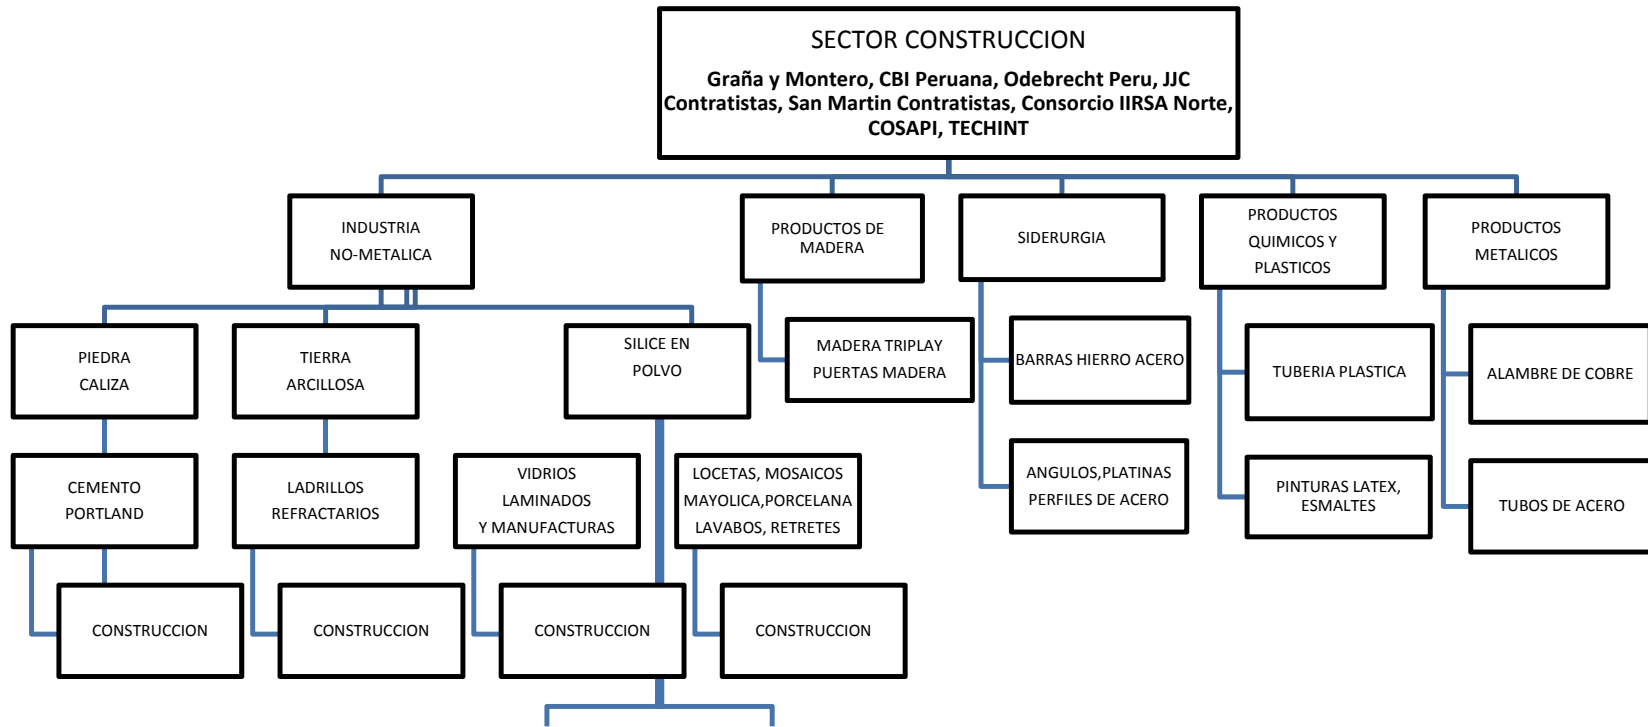 SECTOR CONSTRUCCION
Graña y Montero, CBI Peruana, Odebrecht Peru, JJC
Contratistas, San Martin Contratistas, Consorcio IIRSA Norte,
COSAPI, TECHINT
INDUSTRIA
NO-METALICA
PRODUCTOS DE
MADERA
SIDERURGIA
PRODUCTOS
QUIMICOS Y
PLASTICOS
PRODUCTOS
METALICOS
PIEDRA
CALIZA
TIERRA
ARCILLOSA
SILICE EN
POLVO
MADERA TRIPLAY
PUERTAS MADERA
BARRAS HIERRO ACERO
TUBERIA PLASTICA
ALAMBRE DE COBRE
CEMENTO
PORTLAND
LADRILLOS
REFRACTARIOS
VIDRIOS
LAMINADOS
Y MANUFACTURAS
LOCETAS, MOSAICOS
MAYOLICA,PORCELANA
LAVABOS, RETRETES
ANGULOS,PLATINAS
PERFILES DE ACERO
PINTURAS LATEX,
ESMALTES
TUBOS DE ACERO
CONSTRUCCION
CONSTRUCCION
CONSTRUCCION
CONSTRUCCION